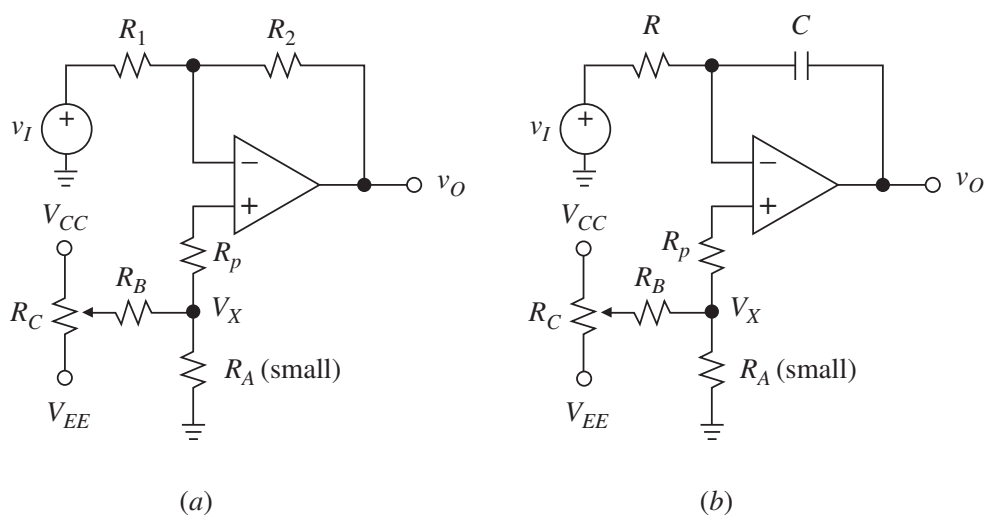 R1
R2
vI
−
+
+
vO
VCC
Rp
RB
RC
VX
RA (small)
VEE
(a)
R
C
vI
−
+
+
vO
VCC
Rp
RB
RC
VX
RA (small)
VEE
(b)